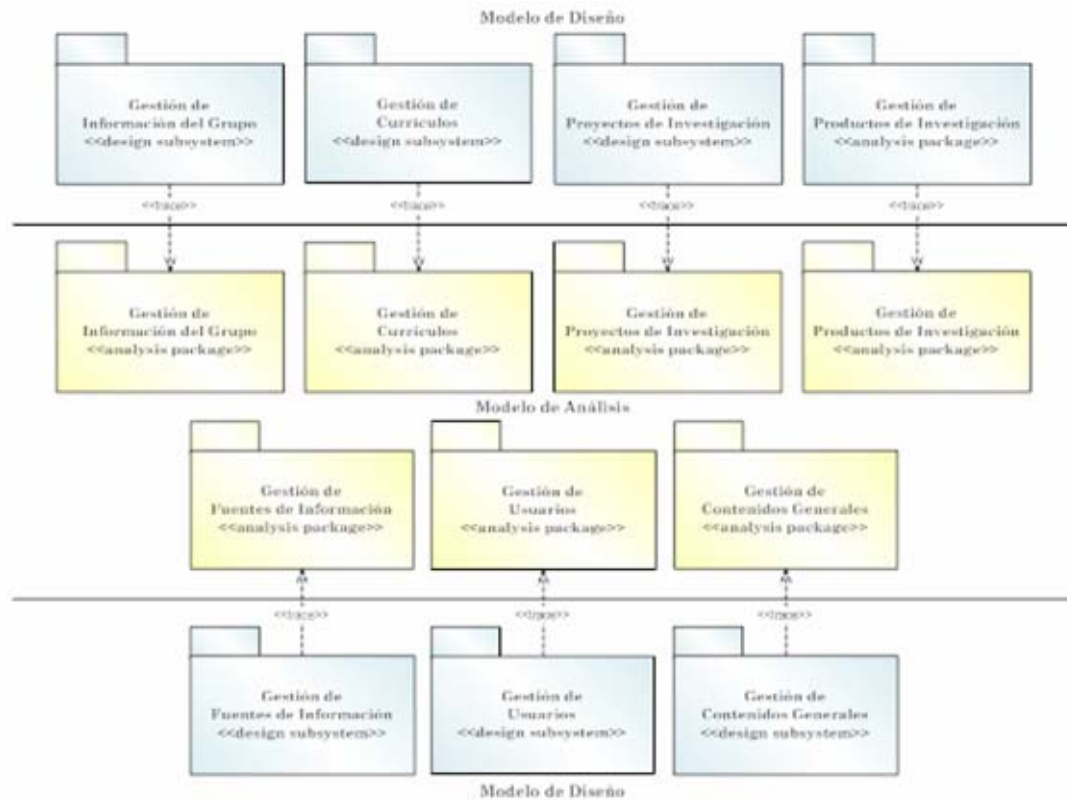 Modelo de Diseño
Gestión de
Información del Grupo
<<design subsystem>>
Gestión de
Currículos
<<design subsystem>>
Gestión de
Proyectos de Investigación
<<design subsystem>>
Gestión de
Productos de Investigación
<<analysis package>>
<<trace>>
<<trace>>
<<trace>>
<<trace>>
Gestión de
Información del Grupo
<<analysis package>>
Gestión de
Currículos
<<analysis package>>
Gestión de
Proyectos de Investigación
<<analysis package>>
Gestión de
Productos de Investigación
<<analysis package>>
Modelo de Análisis
Gestión de
Fuentes de Información
<<analysis package>>
Gestión de
Usuarios
<<analysis package>>
Gestión de
Contenidos Generales
<<analysis package>>
<<trace>>
<<trace>>
<<trace>>
Gestión de
Fuentes de Información
<<design subsystem>>
Gestión de
Usuarios
<<design subsystem>>
Gestión de
Contenidos Generales
<<design subsystem>>
Modelo de Diseño